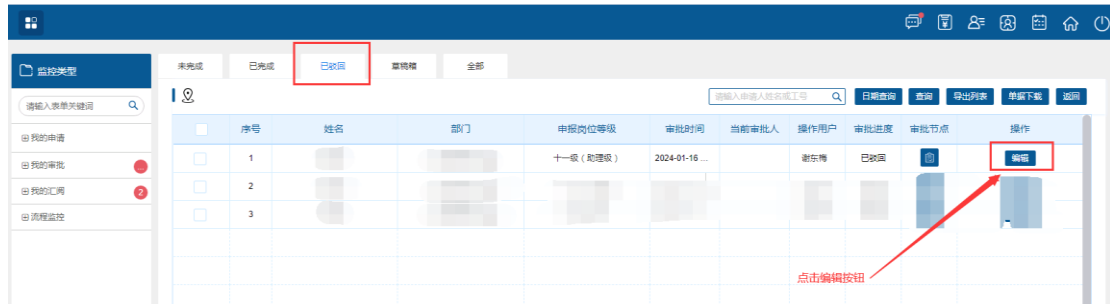 监控类型
未完成 已完成 已驳回 草稿箱 全部
请输入表单关键词
请输入申请人姓名或工号 日期查询 查询 导出列表 单据下载 返回
我的申请
我的审批 ...
我的汇阅 2
流程监控
序号 姓名 部门 申报岗位等级 审批时间 当前审批人 操作用户 审批进度 审批节点 操作
1 十一级（助理级） 2024-01-16 ... 谢东梅 已驳回 编辑
2
3
点击编辑按钮